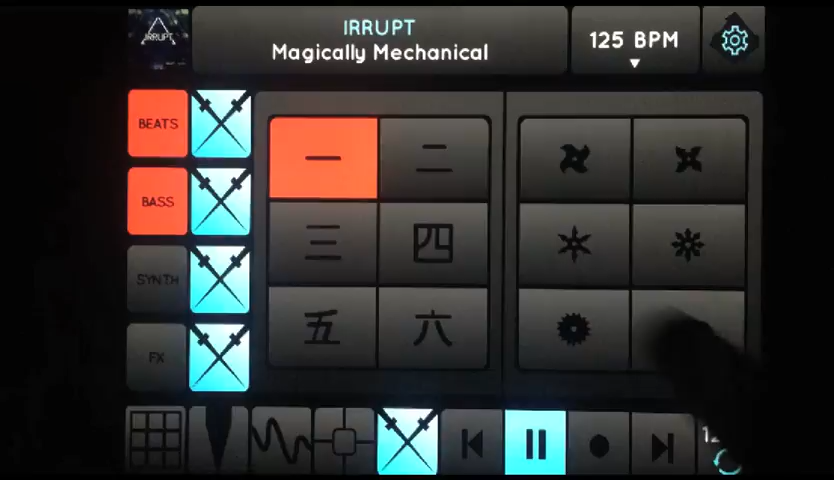 IRRUPT
IRRUPT
Magically Mechanical
125 BPM
BEATS
一 二
BASS
三 四
SYNTH
五 六
FX